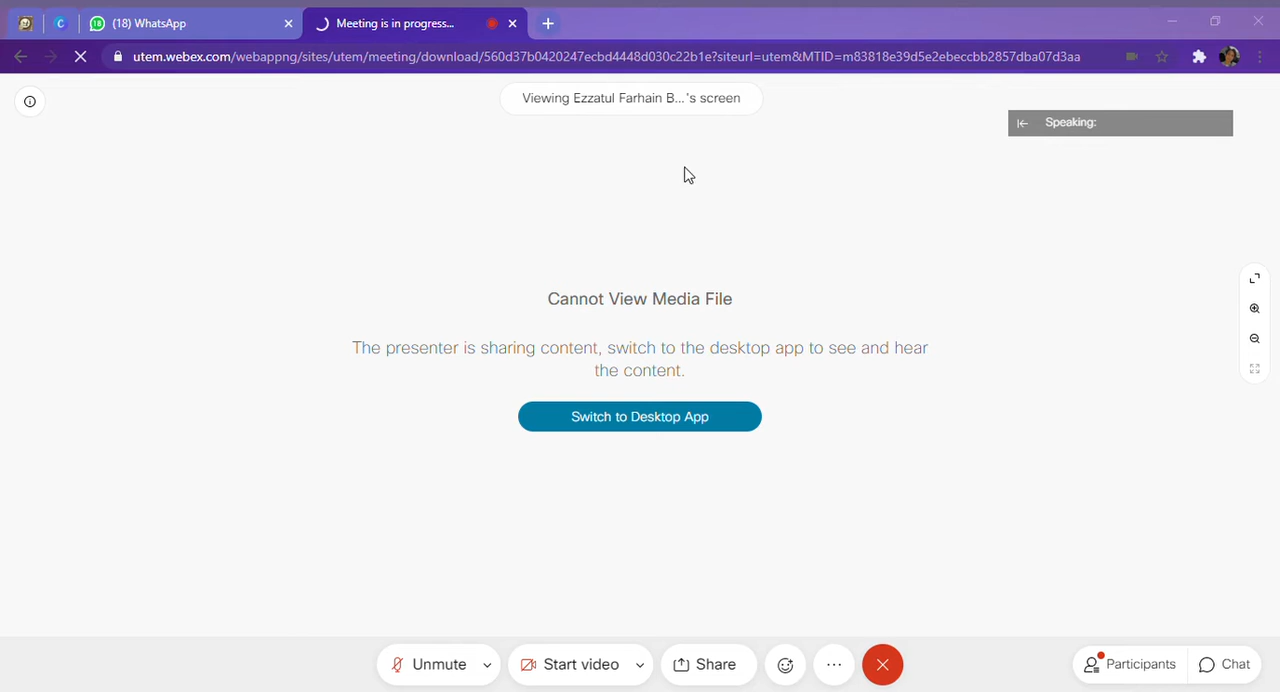 (18) WhatsApp
Meeting is in progress...
utem.webex.com/webappng/sites/utem/meeting/download/560d37b0420247ecbd4448d030c22b1e?siteurl=utem&MTID=m83818e39d5e2ebeccbb2857dba07d3aa
Viewing Ezzatul Farhain B...'s screen
Speaking:
Cannot View Media File
The presenter is sharing content, switch to the desktop app to see and hear
the content.
Switch to Desktop App
Unmute
Start video
Share
Participants
Chat